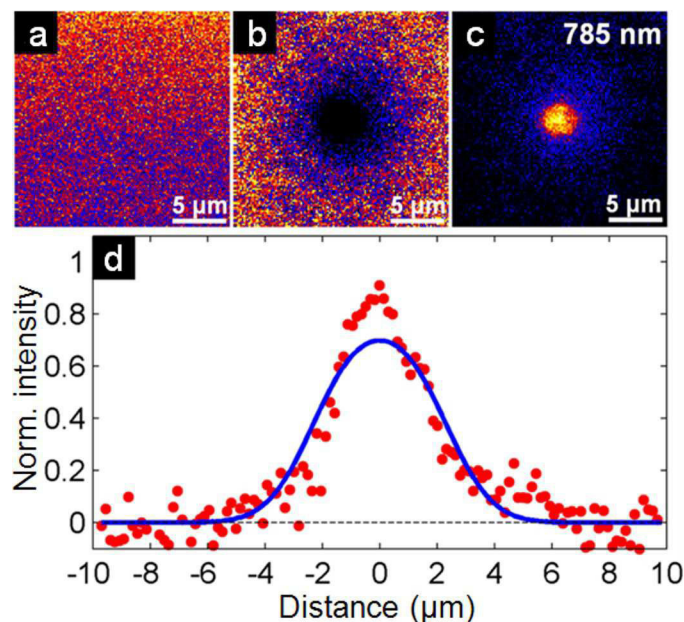 a
b
c
785 nm
5 µm
5 µm
5 µm
d
1
0.8
0.6
0.4
0.2
0
Norm. intensity
-10 -8 -6 -4 -2 0 2 4 6 8 10
Distance (µm)